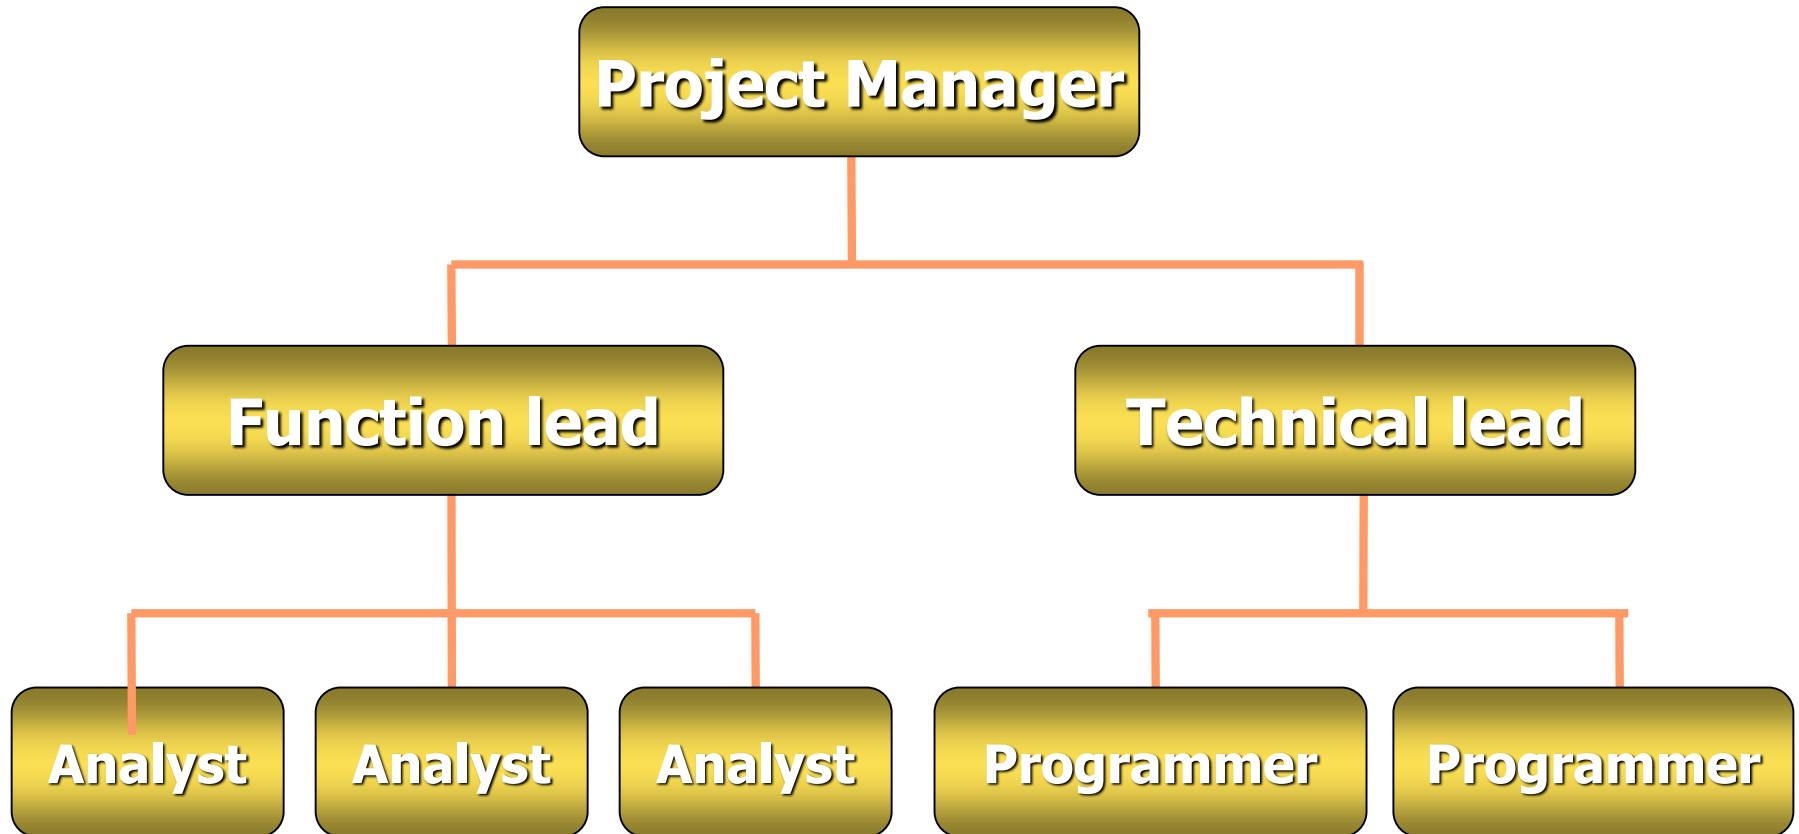 Project Manager
Function lead
Technical lead
Analyst
Analyst
Analyst
Programmer
Programmer